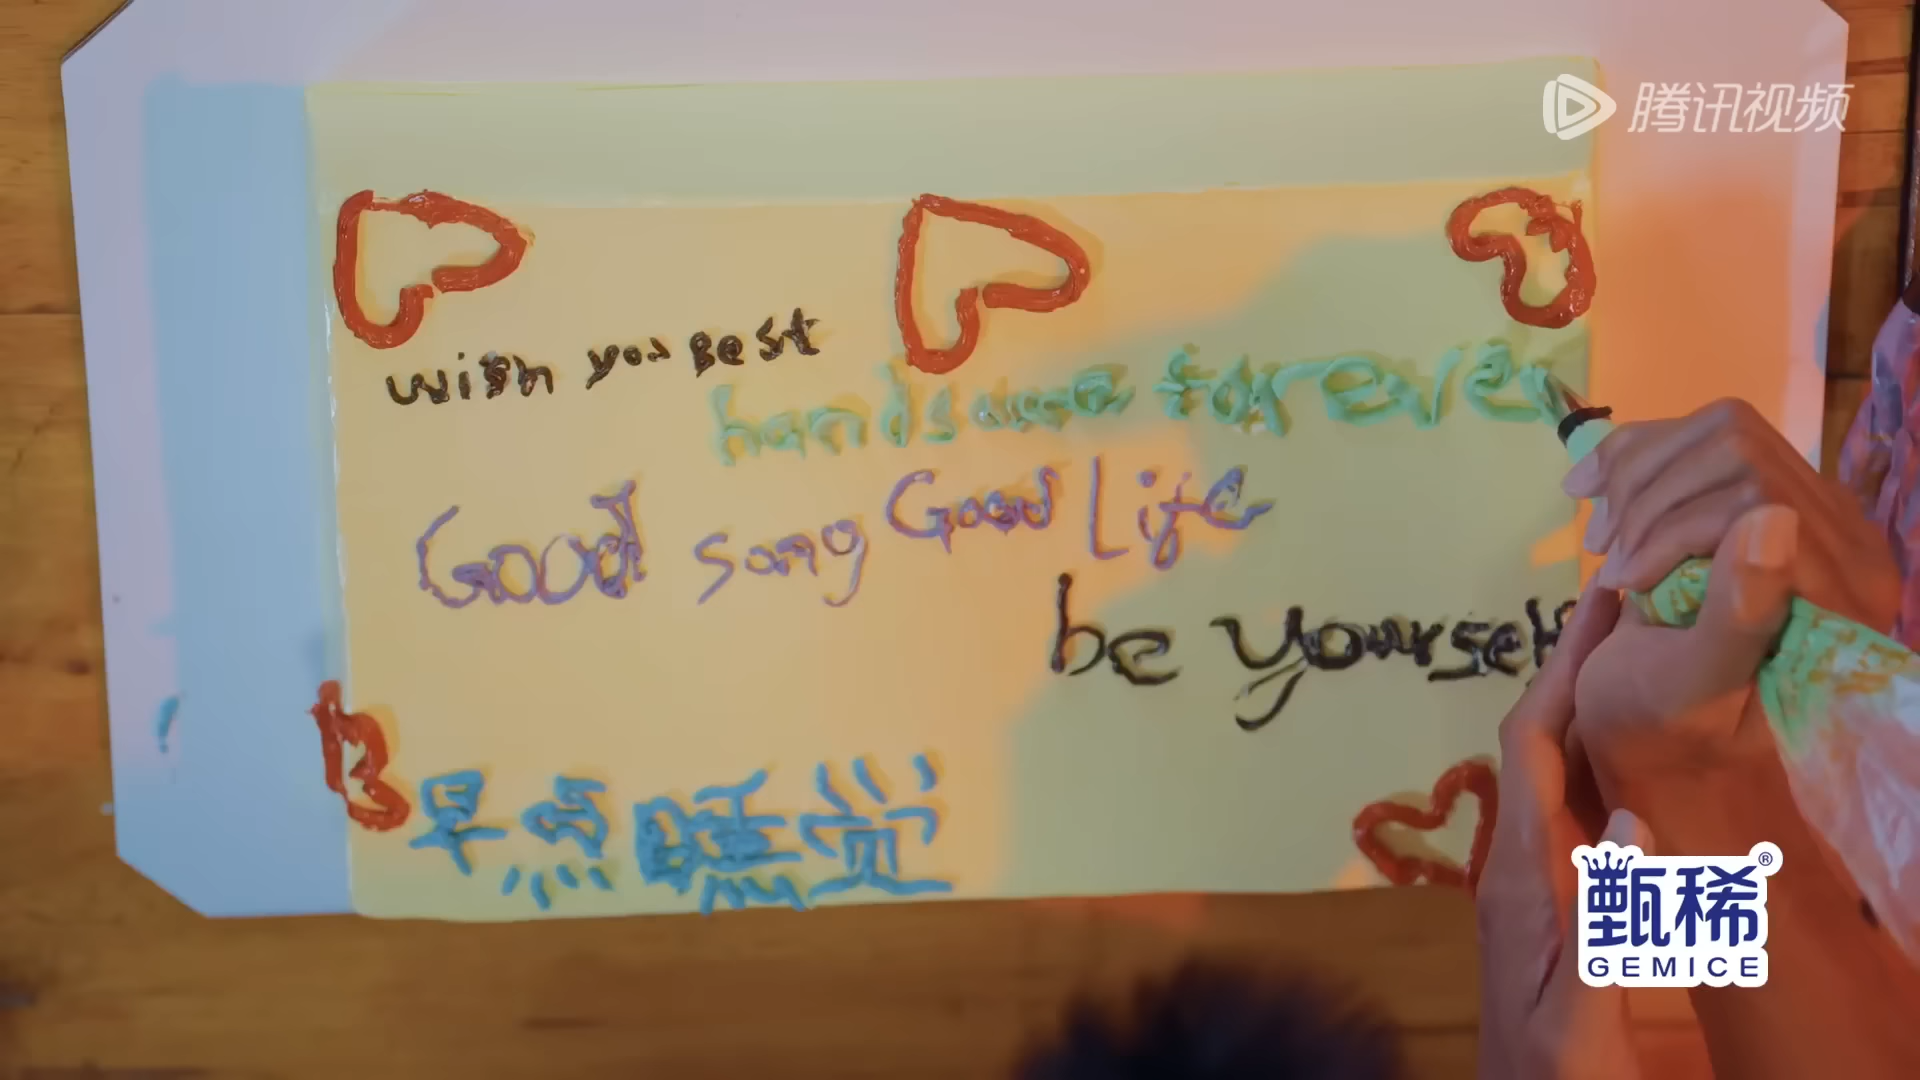 腾讯视频
wish you Best
handsome forever
Good song Good Life
be yourself
早点睡觉
甄稀®
GEMICE